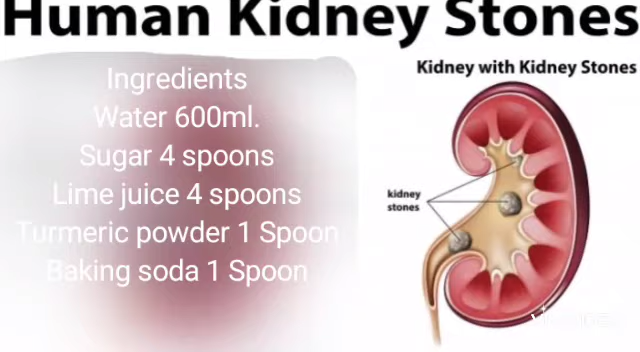 Human Kidney Stones
Kidney with Kidney Stones
Ingredients
Water 600ml.
Sugar 4 spoons
Lime juice 4 spoons
Turmeric powder 1 Spoon
Baking soda 1 Spoon
kidney
stones